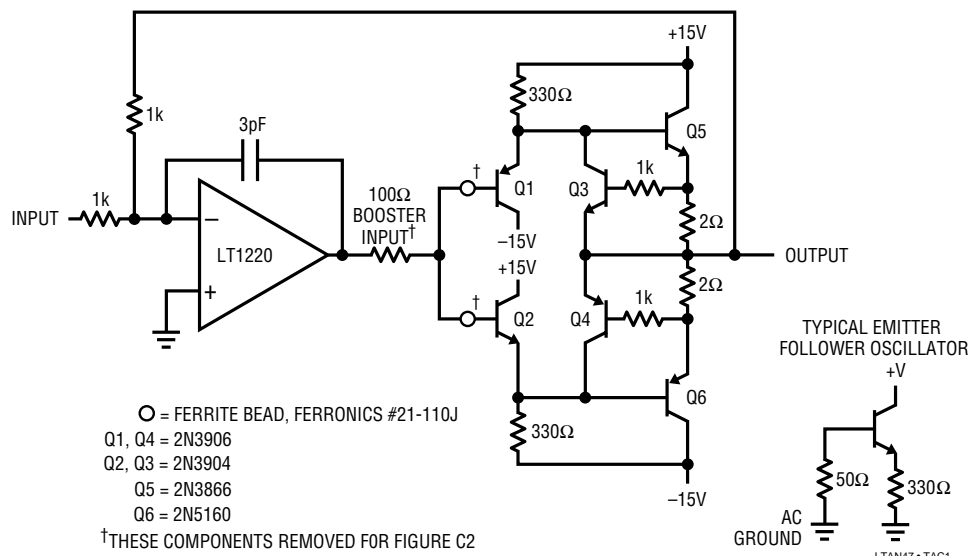 +15V
330Ω
Q5
1k
3pF
†
Q1
Q3
1k
1k
100Ω
BOOSTER
INPUT†
2Ω
INPUT
–
LT1220
+
–15V
+15V
OUTPUT
†
Q2
Q4
1k
2Ω
Q6
330Ω
–15V
TYPICAL EMITTER
FOLLOWER OSCILLATOR
+V
50Ω
330Ω
AC
GROUND
= FERRITE BEAD, FERRONICS #21-110J
Q1, Q4 = 2N3906
Q2, Q3 = 2N3904
Q5 = 2N3866
Q6 = 2N5160
†THESE COMPONENTS REMOVED F0R FIGURE C2